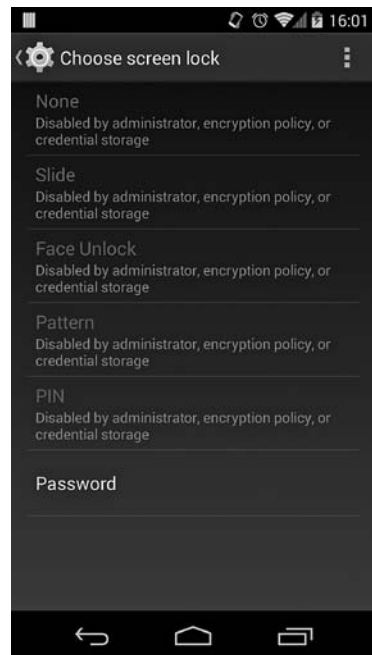 16:01
Choose screen lock
None
Disabled by administrator, encryption policy, or
credential storage
Slide
Disabled by administrator, encryption policy, or
credential storage
Face Unlock
Disabled by administrator, encryption policy, or
credential storage
Pattern
Disabled by administrator, encryption policy, or
credential storage
PIN
Disabled by administrator, encryption policy, or
credential storage
Password